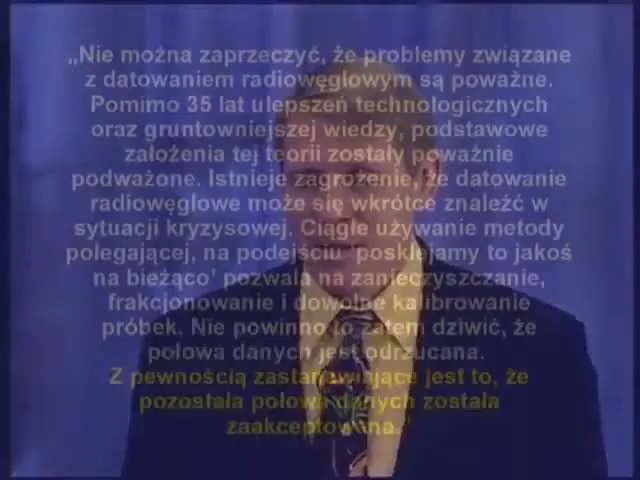 „Nie można zaprzeczyć, że problemy związane
z datowaniem radiowęglowym są poważne.
Pomimo 35 lat ulepszeń technologicznych
oraz gruntowniejszej wiedzy, podstawowe
założenia tej teorii zostały poważnie
podważone. Istnieje zagrożenie, że datowanie
radiowęglowe może się wkrótce znaleźć w
sytuacji kryzysowej. Ciągłe używanie metody
polegającej, na podejściu 'posklejamy to jakoś
na bieżąco' pozwala na zanieczyszczanie,
frakcjonowanie i dowolne kalibrowanie
próbek. Nie powinno to zatem dziwić, że
połowa danych jest odrzucana.
Z pewnością zastanawiające jest to, że
pozostała połowa danych została
zaakceptowana."